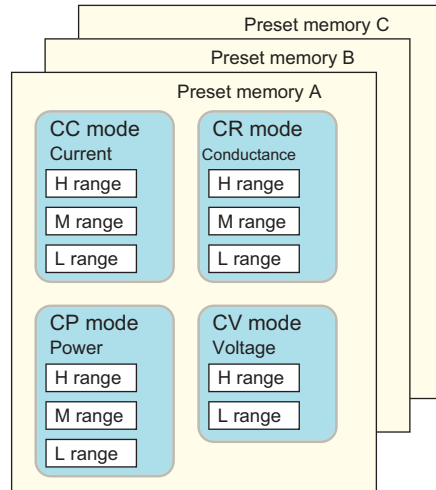 Preset memory C
Preset memory B
Preset memory A
CC mode
Current
H range
M range
L range
CR mode
Conductance
H range
M range
L range
CP mode
Power
H range
M range
L range
CV mode
Voltage
H range
L range